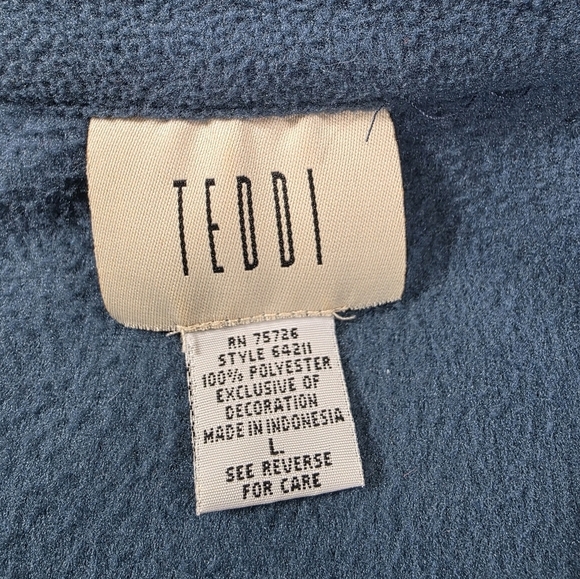 TEDDI
RN 75726
STYLE 64211
100% POLYESTER
EXCLUSIVE OF
DECORATION
MADE IN INDONESIA
L.
SEE REVERSE
FOR CARE